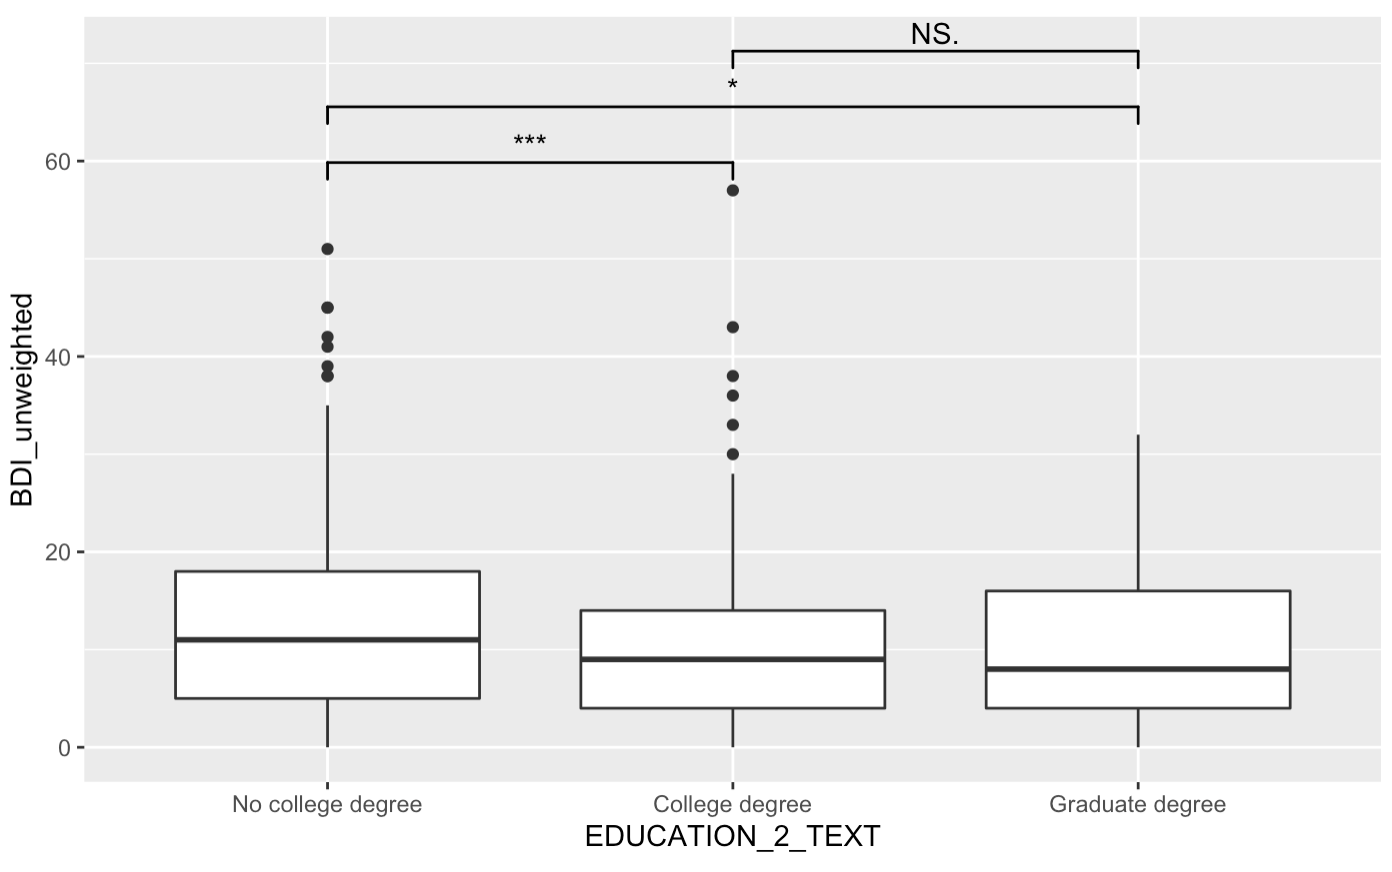 NS.
*
***
60
40
20
0
BDI_unweighted
No college degree
College degree
Graduate degree
EDUCATION_2_TEXT